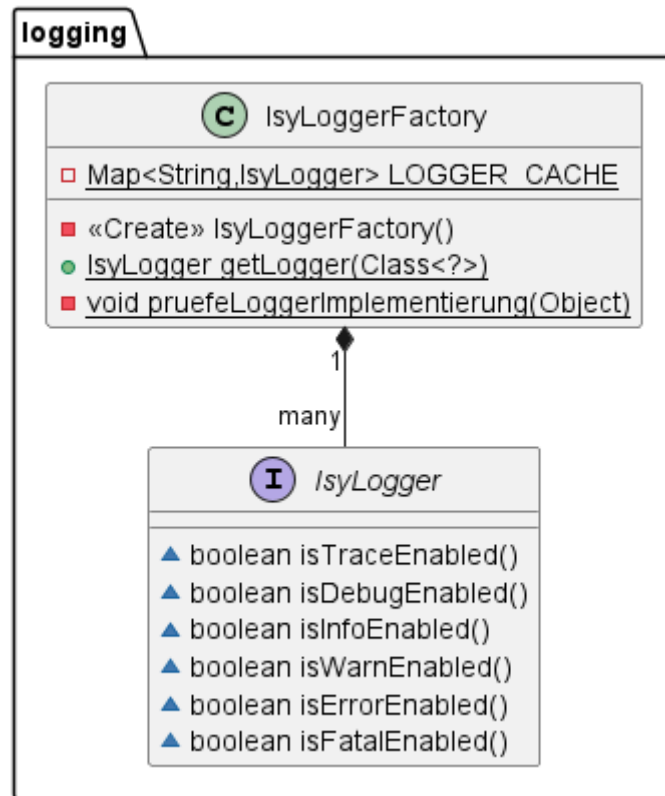 logging
C IsyLoggerFactory
Map<String,IsyLogger> LOGGER_CACHE
«Create» IsyLoggerFactory()
IsyLogger getLogger(Class<?>)
void pruefeLoggerImplementierung(Object)
1
many
I IsyLogger
boolean isTraceEnabled()
boolean isDebugEnabled()
boolean isInfoEnabled()
boolean isWarnEnabled()
boolean isErrorEnabled()
boolean isFatalEnabled()